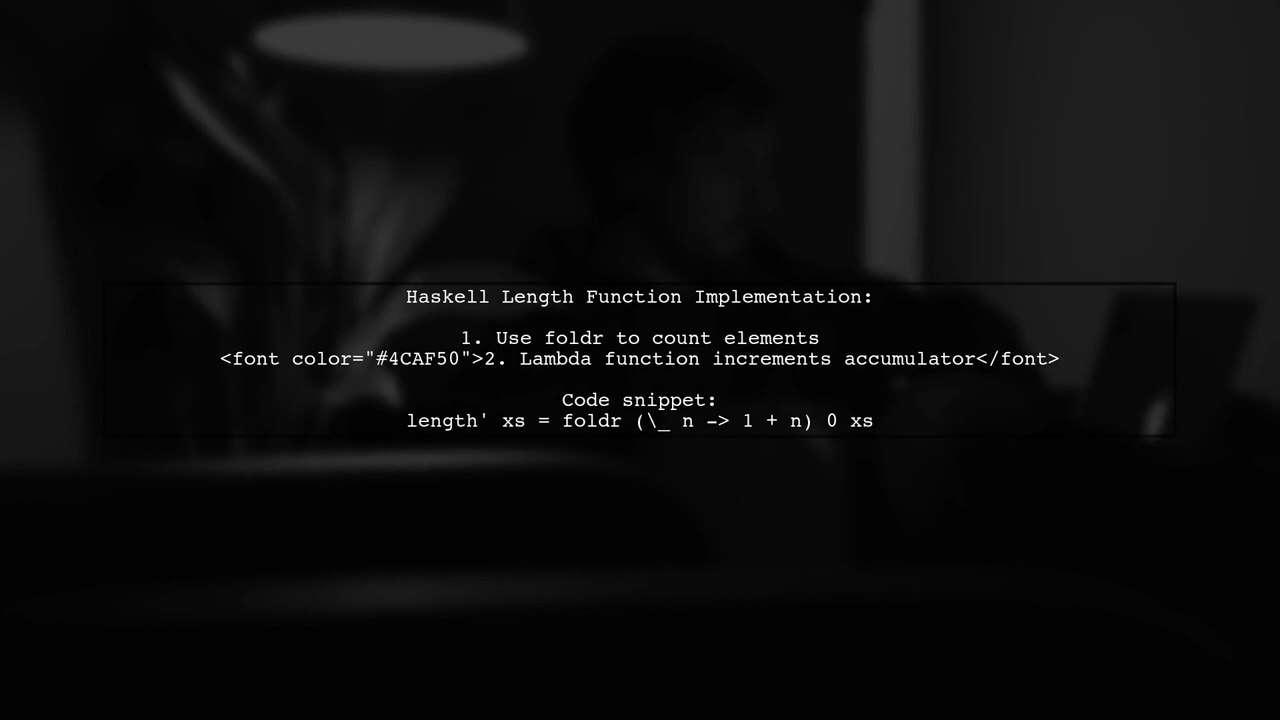 Haskell Length Function Implementation:
1. Use foldr to count elements
<font color="#4CAF50">2. Lambda function increments accumulator</font>
Code snippet:
length' xs = foldr (\_ n -> 1 + n) 0 xs